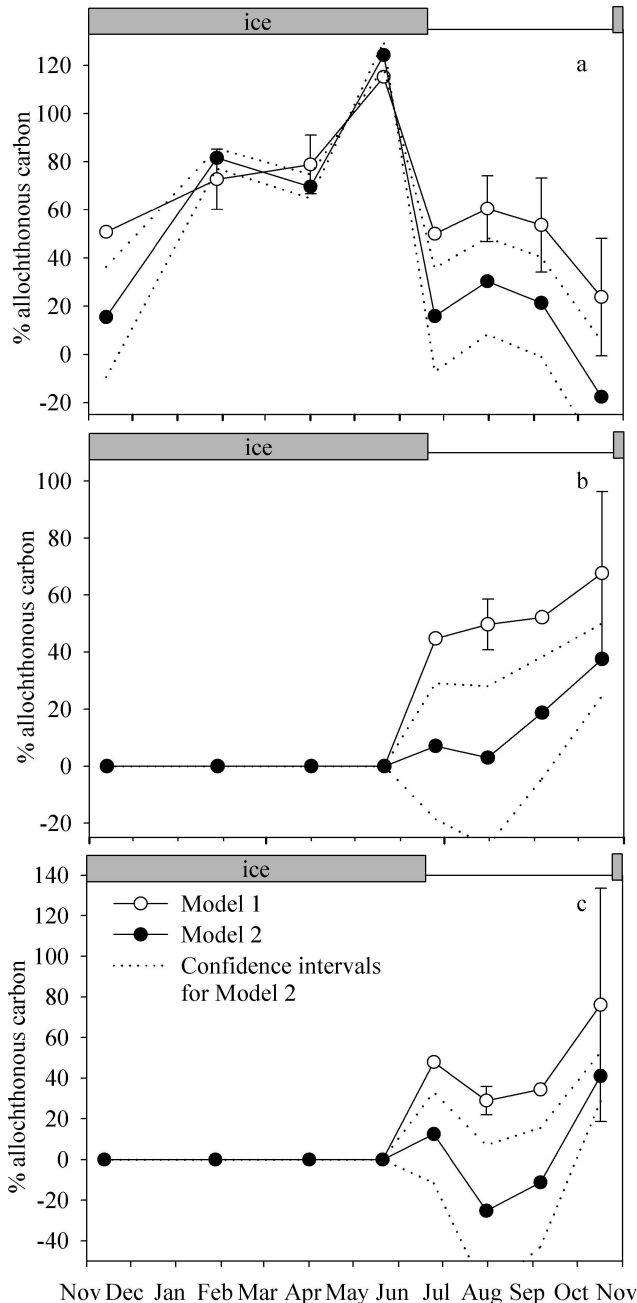 ice
a
120
100
80
60
40
20
0
-20
% allochthonous carbon
ice
b
100
80
60
40
20
0
-20
% allochthonous carbon
ice
c
140
120
100
80
60
40
20
0
-20
-40
% allochthonous carbon
Model 1
Model 2
Confidence intervals
for Model 2
Nov Dec Jan Feb Mar Apr May Jun Jul Aug Sep Oct Nov